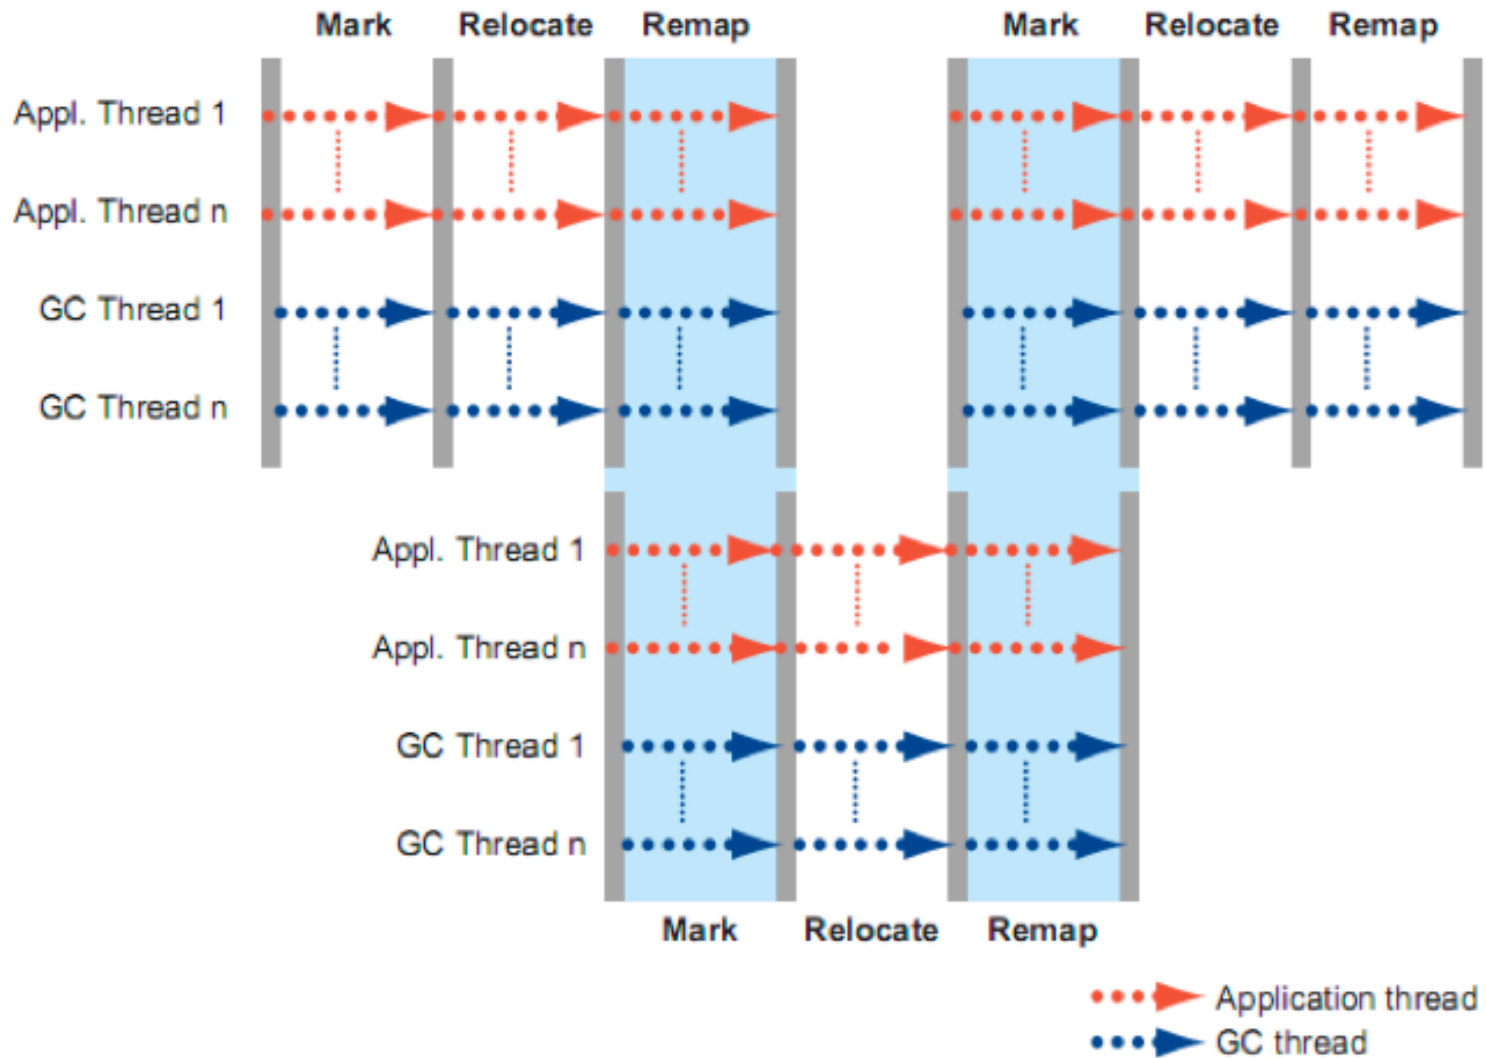 Mark Relocate Remap Mark Relocate Remap
Appl. Thread 1
Appl. Thread n
GC Thread 1
GC Thread n
Appl. Thread 1
Appl. Thread n
GC Thread 1
GC Thread n
Mark Relocate Remap
Application thread
GC thread